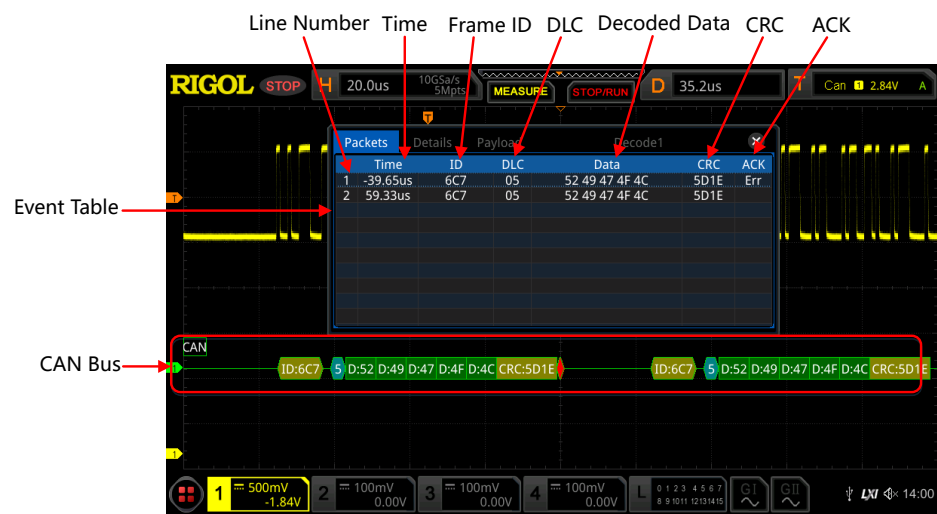 Line Number Time Frame ID DLC Decoded Data CRC ACK
RIGOL STOP H 20.0us 10GSa/s 5Mpts MEASURE STOP/RUN D 35.2us T Can 1 2.84V A
T
Packets Details Payload Decode1 X
Time ID DLC Data CRC ACK
1 -39.65us 6C7 05 52 49 47 4F 4C 5D1E Err
2 59.33us 6C7 05 52 49 47 4F 4C 5D1E
T
Event Table
CAN
CAN Bus
ID:6C7 5 D:52 D:49 D:47 D:4F D:4C CRC:5D1E ID:6C7 5 D:52 D:49 D:47 D:4F D:4C CRC:5D1E
1
1 500mV -1.84V 2 100mV 0.00V 3 100mV 0.00V 4 100mV 0.00V L 0 1 2 3 4 5 6 7 8 9 10 11 12 13 14 15 GI GII LXI 14:00